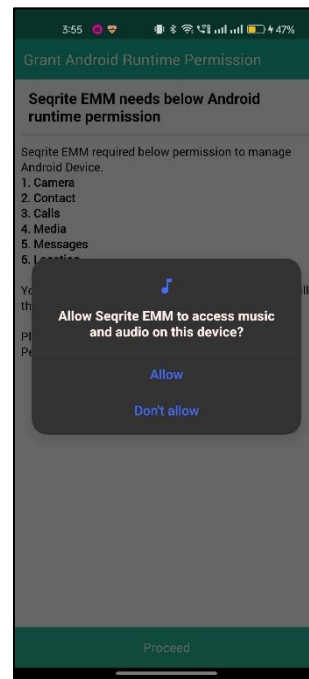 3:55 47%
Grant Android Runtime Permission
Seqrite EMM needs below Android
runtime permission
Seqrite EMM required below permission to manage
Android Device.
1. Camera
2. Contact
3. Calls
4. Media
5. Messages
6. Location
Allow Seqrite EMM to access music
and audio on this device?
Allow
Don't allow
Proceed